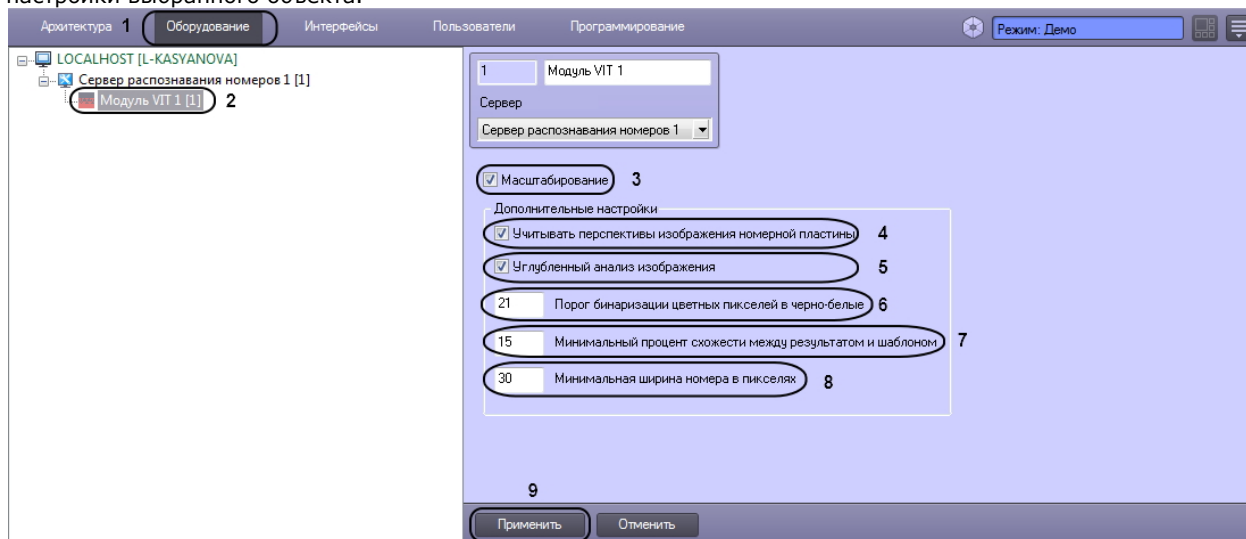 настройки выбранного объекта.
Архитектура 1 Оборудование Интерфейсы Пользователи Программирование Режим: Демо
LOCALHOST [L-KASYANOVA]
Сервер распознавания номеров 1 [1]
Модуль VIT 1 [1] 2
1 Модуль VIT 1
Сервер
Сервер распознавания номеров 1
Масштабирование 3
Дополнительные настройки
Учитывать перспективы изображения номерной пластины 4
Углубленный анализ изображения 5
21 Порог бинаризации цветных пикселей в черно-белые 6
15 Минимальный процент схожести между результатом и шаблоном 7
30 Минимальная ширина номера в пикселях 8
9
Применить Отменить